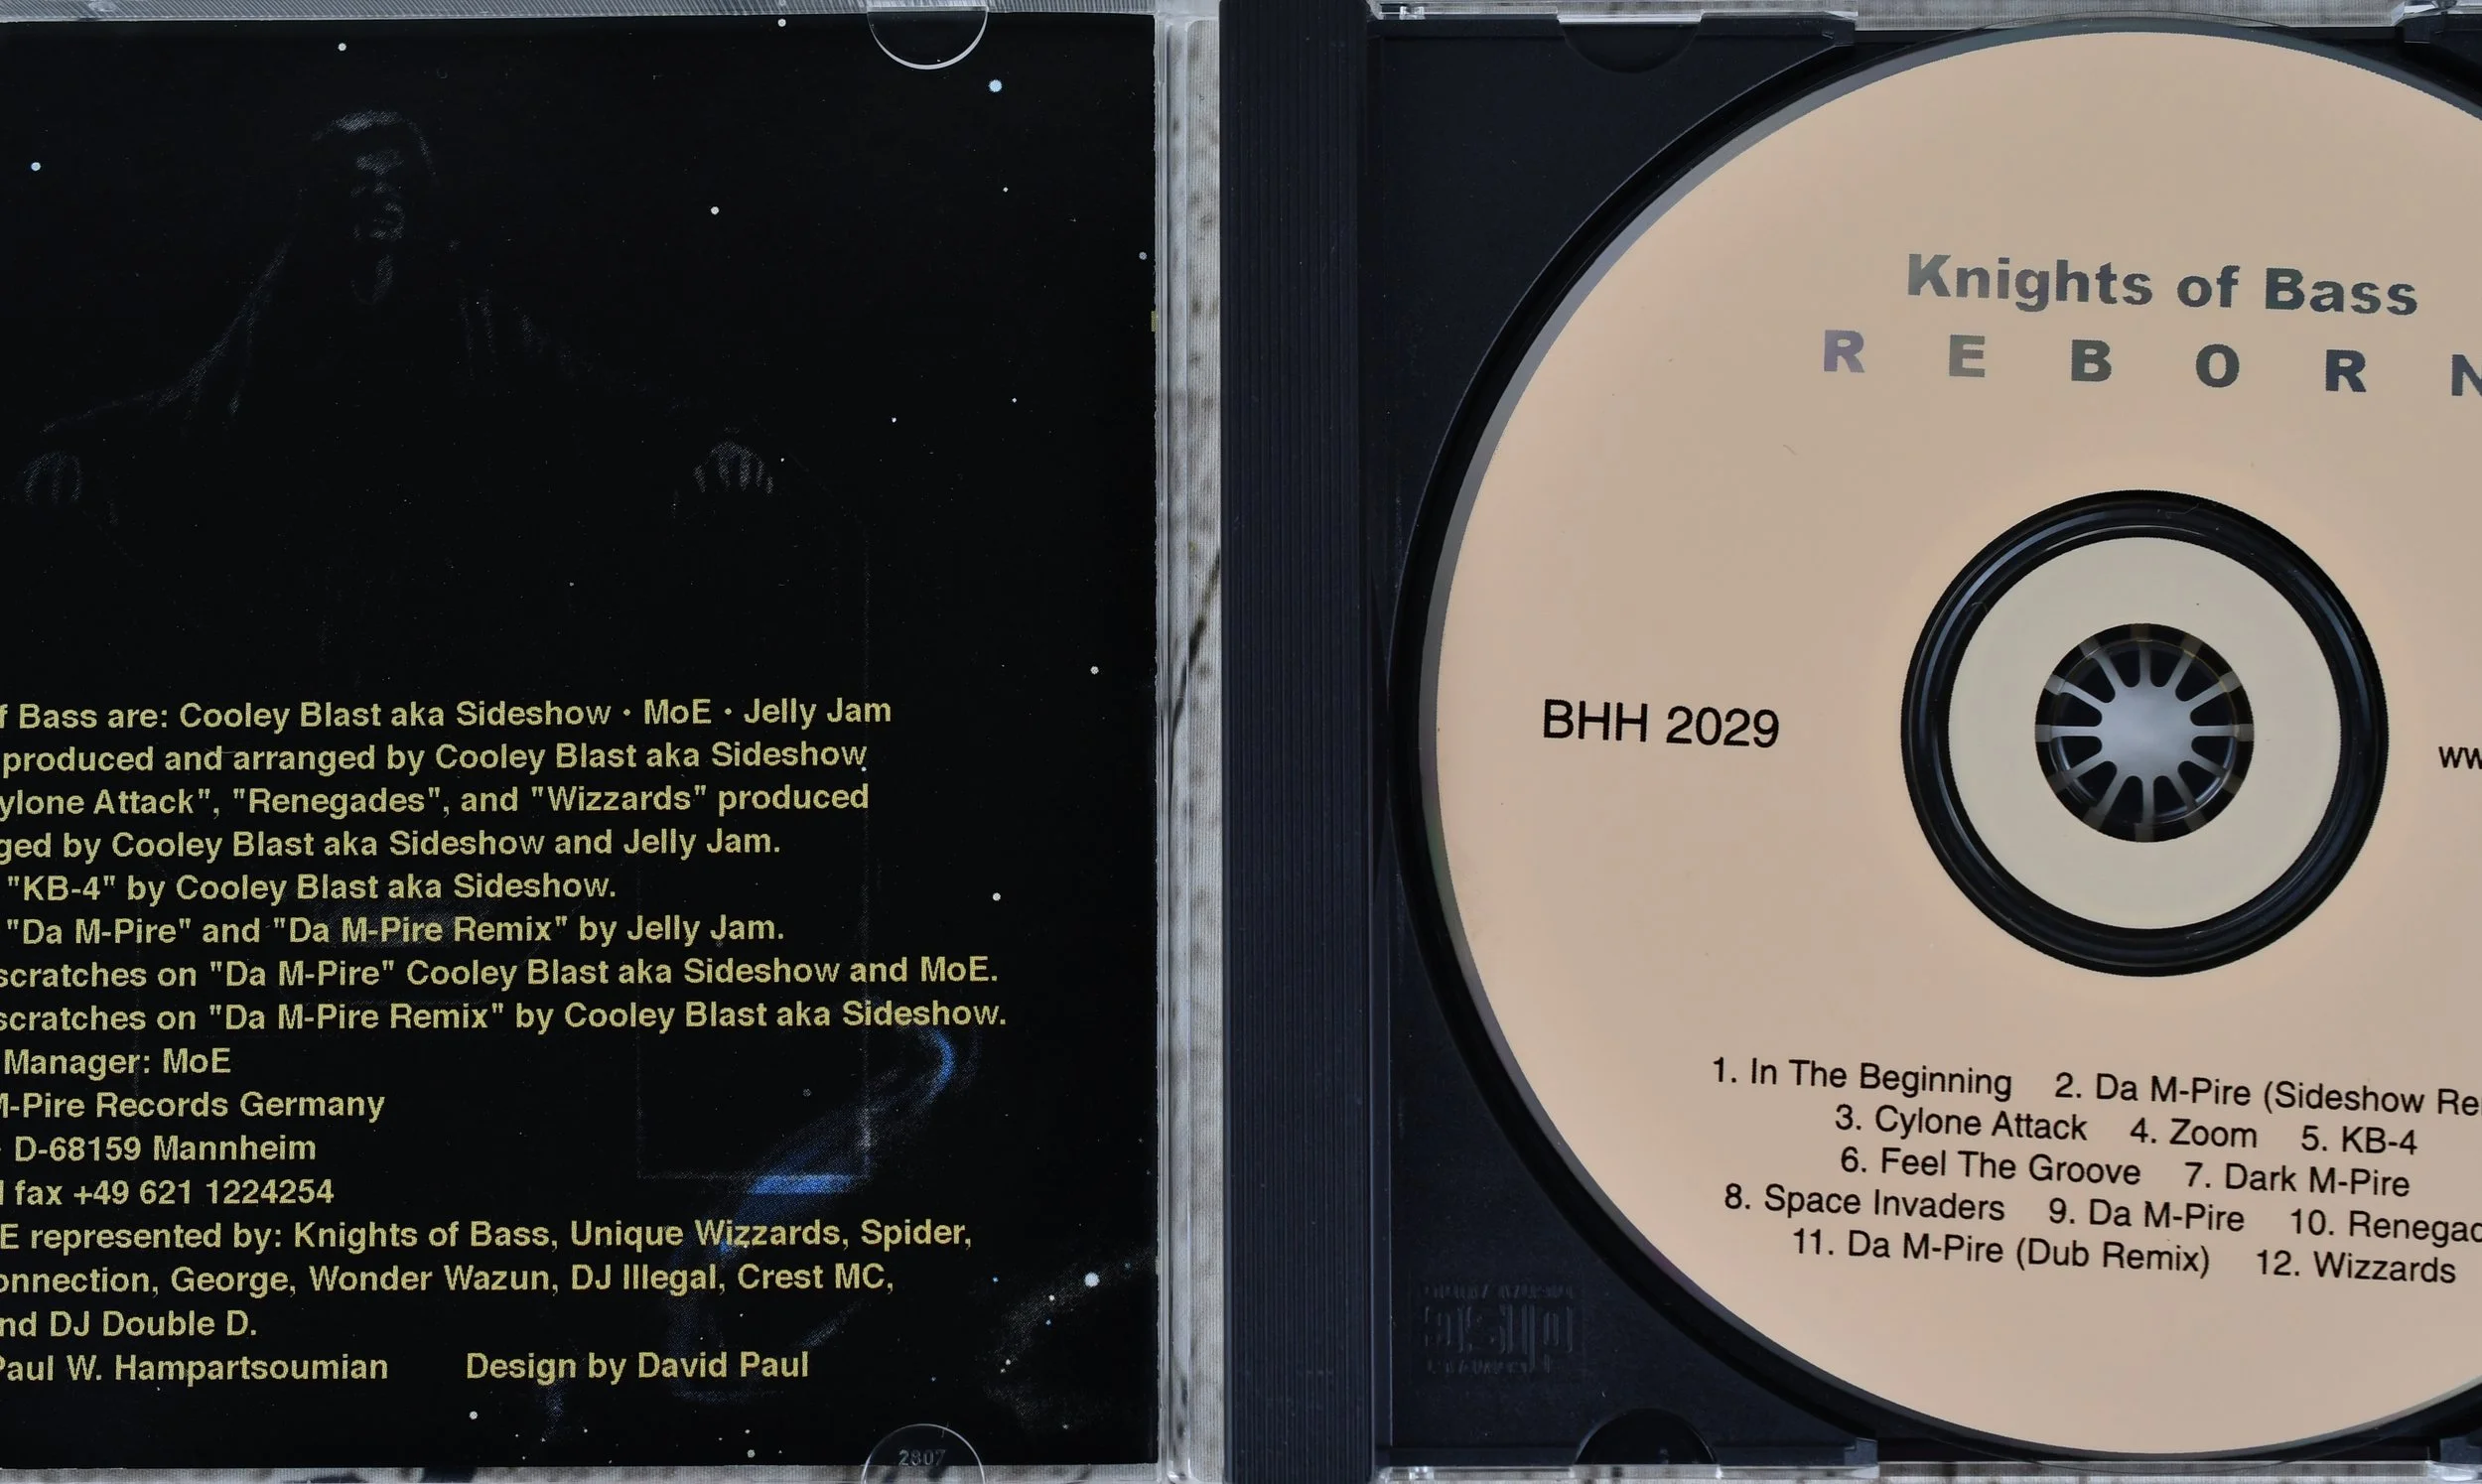 f Bass are: Cooley Blast aka Sideshow · MoE · Jelly Jam
produced and arranged by Cooley Blast aka Sideshow
ylone Attack", "Renegades", and "Wizzards" produced
ged by Cooley Blast aka Sideshow and Jelly Jam.
"KB-4" by Cooley Blast aka Sideshow.
"Da M-Pire" and "Da M-Pire Remix" by Jelly Jam.
scratches on "Da M-Pire" Cooley Blast aka Sideshow and MoE.
scratches on "Da M-Pire Remix" by Cooley Blast aka Sideshow.
Manager: MoE
M-Pire Records Germany
D-68159 Mannheim
fax +49 621 1224254
E represented by: Knights of Bass, Unique Wizzards, Spider,
onnection, George, Wonder Wazun, DJ Illegal, Crest MC,
nd DJ Double D.
Paul W. Hampartsoumian Design by David Paul
2807
Knights of Bass
REBORN
BHH 2029
ww
1. In The Beginning 2. Da M-Pire (Sideshow Re
3. Cylone Attack 4. Zoom 5. KB-4
6. Feel The Groove 7. Dark M-Pire
8. Space Invaders 9. Da M-Pire 10. Renegad
11. Da M-Pire (Dub Remix) 12. Wizzards
disc